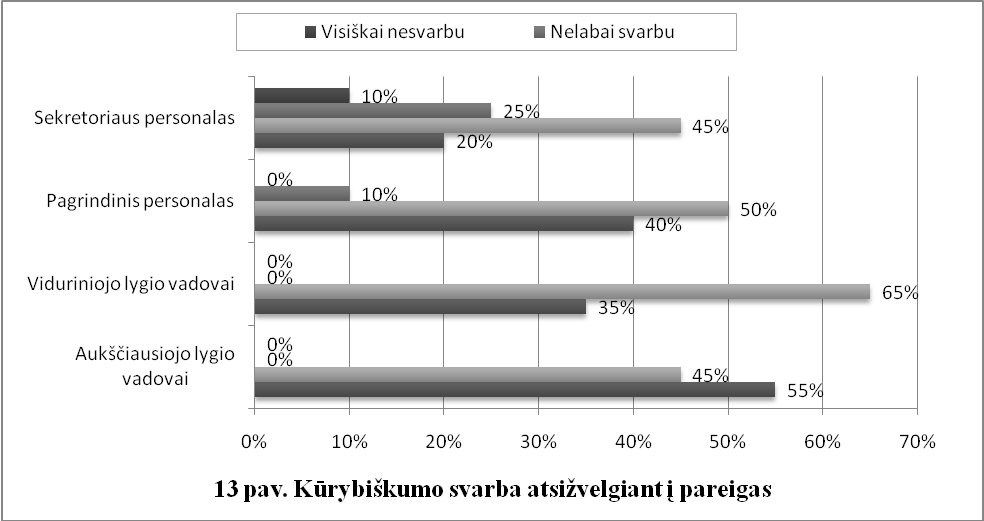 Visiškai nesvarbu Nelabai svarbu
Sekretoriaus personalas
10%
25%
45%
20%
Pagrindinis personalas
0%
10%
50%
40%
Viduriniojo lygio vadovai
0%
0%
65%
35%
Aukščiausiojo lygio
vadovai
0%
0%
45%
55%
0% 10% 20% 30% 40% 50% 60% 70%
13 pav. Kūrybiškumo svarba atsižvelgiant į pareigas